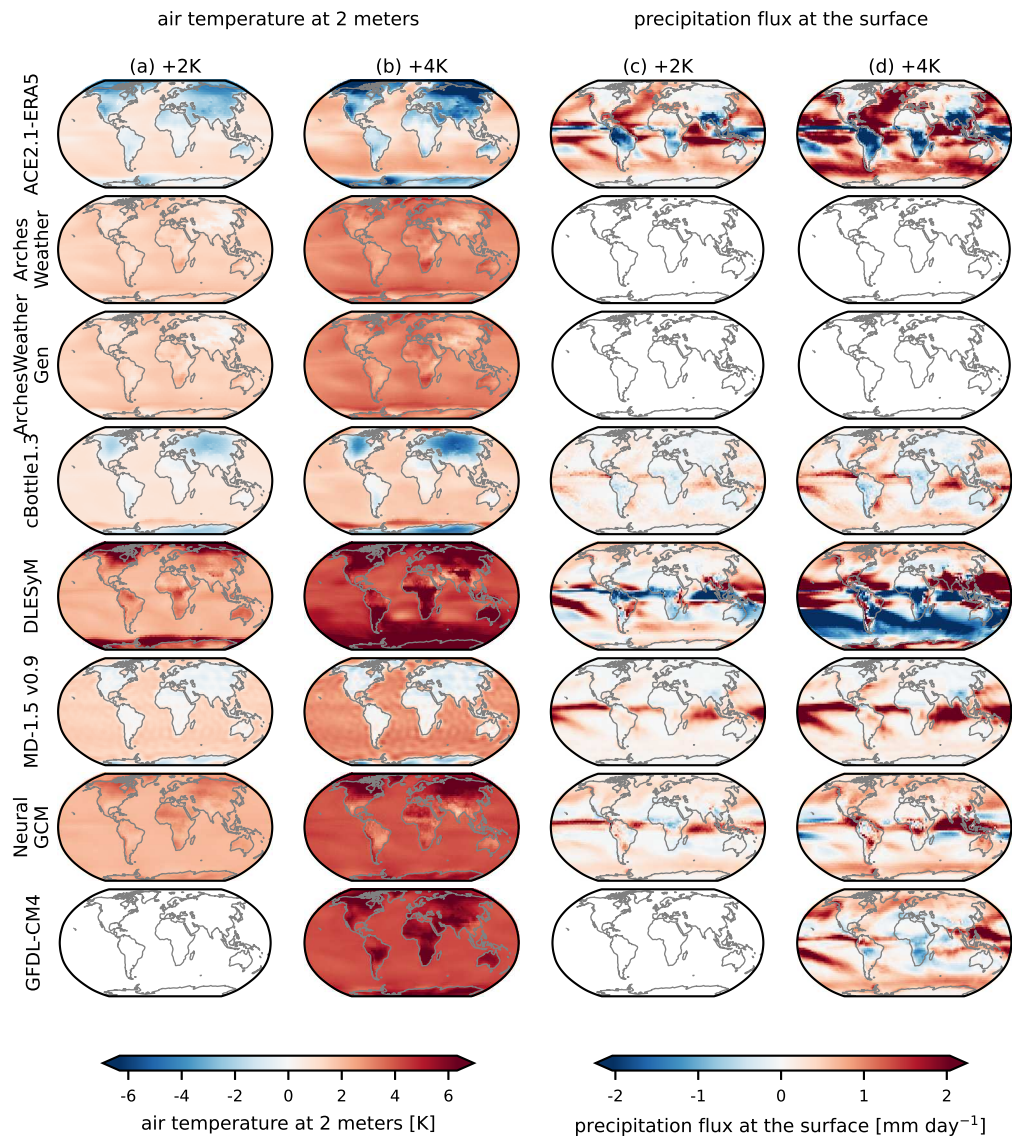 air temperature at 2 meters
precipitation flux at the surface
(a) +2K
(b) +4K
(c) +2K
(d) +4K
ACE2.1-ERA5
Arches
Weather
ArchesWeather
Gen
cBottle1.3
DLESyM
MD-1.5 v0.9
Neural
GCM
GFDL-CM4
-6 -4 -2 0 2 4 6
air temperature at 2 meters [K]
-2 -1 0 1 2
precipitation flux at the surface [mm day⁻¹]